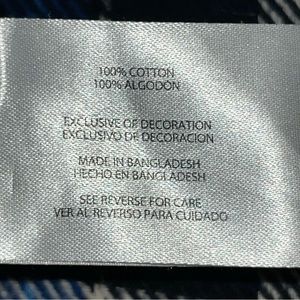 100% COTTON
100% ALGODON
EXCLUSIVE OF DECORATION
EXCLUSIVO DE DECORACION
MADE IN BANGLADESH
HECHO EN BANGLADESH
SEE REVERSE FOR CARE
VER AL REVERSO PARA CUIDADO